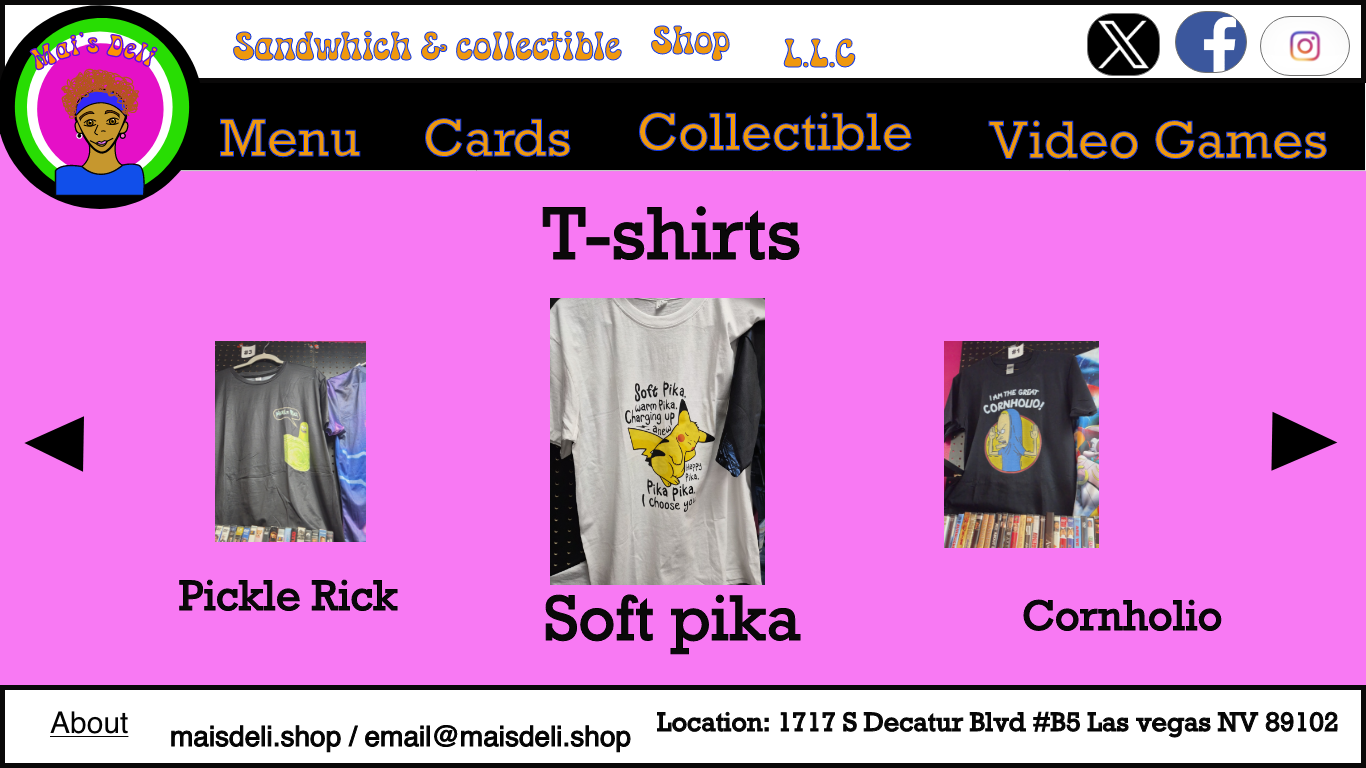 Mai's Deli
Sandwhich & collectible Shop L.L.C
Menu Cards Collectible Video Games
T-shirts
#3
Soft Pika.
warm Pika.
Charging up
anew
Happy
Pika.
Pika Pika.
I choose you
#1
I AM THE GREAT
CORNHOLIO!
Pickle Rick
Soft pika
Cornholio
About
maisdeli.shop / email@maisdeli.shop
Location: 1717 S Decatur Blvd #B5 Las vegas NV 89102